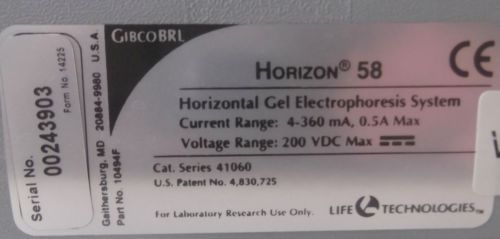 Serial No.
00243903
Form No. 14225
Gaithersburg, MD 20884-9980 U.S.A
Part No. 10494F
GIBCOBRL
HORIZON® 58
CE
Horizontal Gel Electrophoresis System
Current Range: 4-360 mA, 0.5A Max
Voltage Range: 200 VDC Max
Cat. Series 41060
U.S. Patent No. 4,830,725
For Laboratory Research Use Only.
LIFE TECHNOLOGIES™